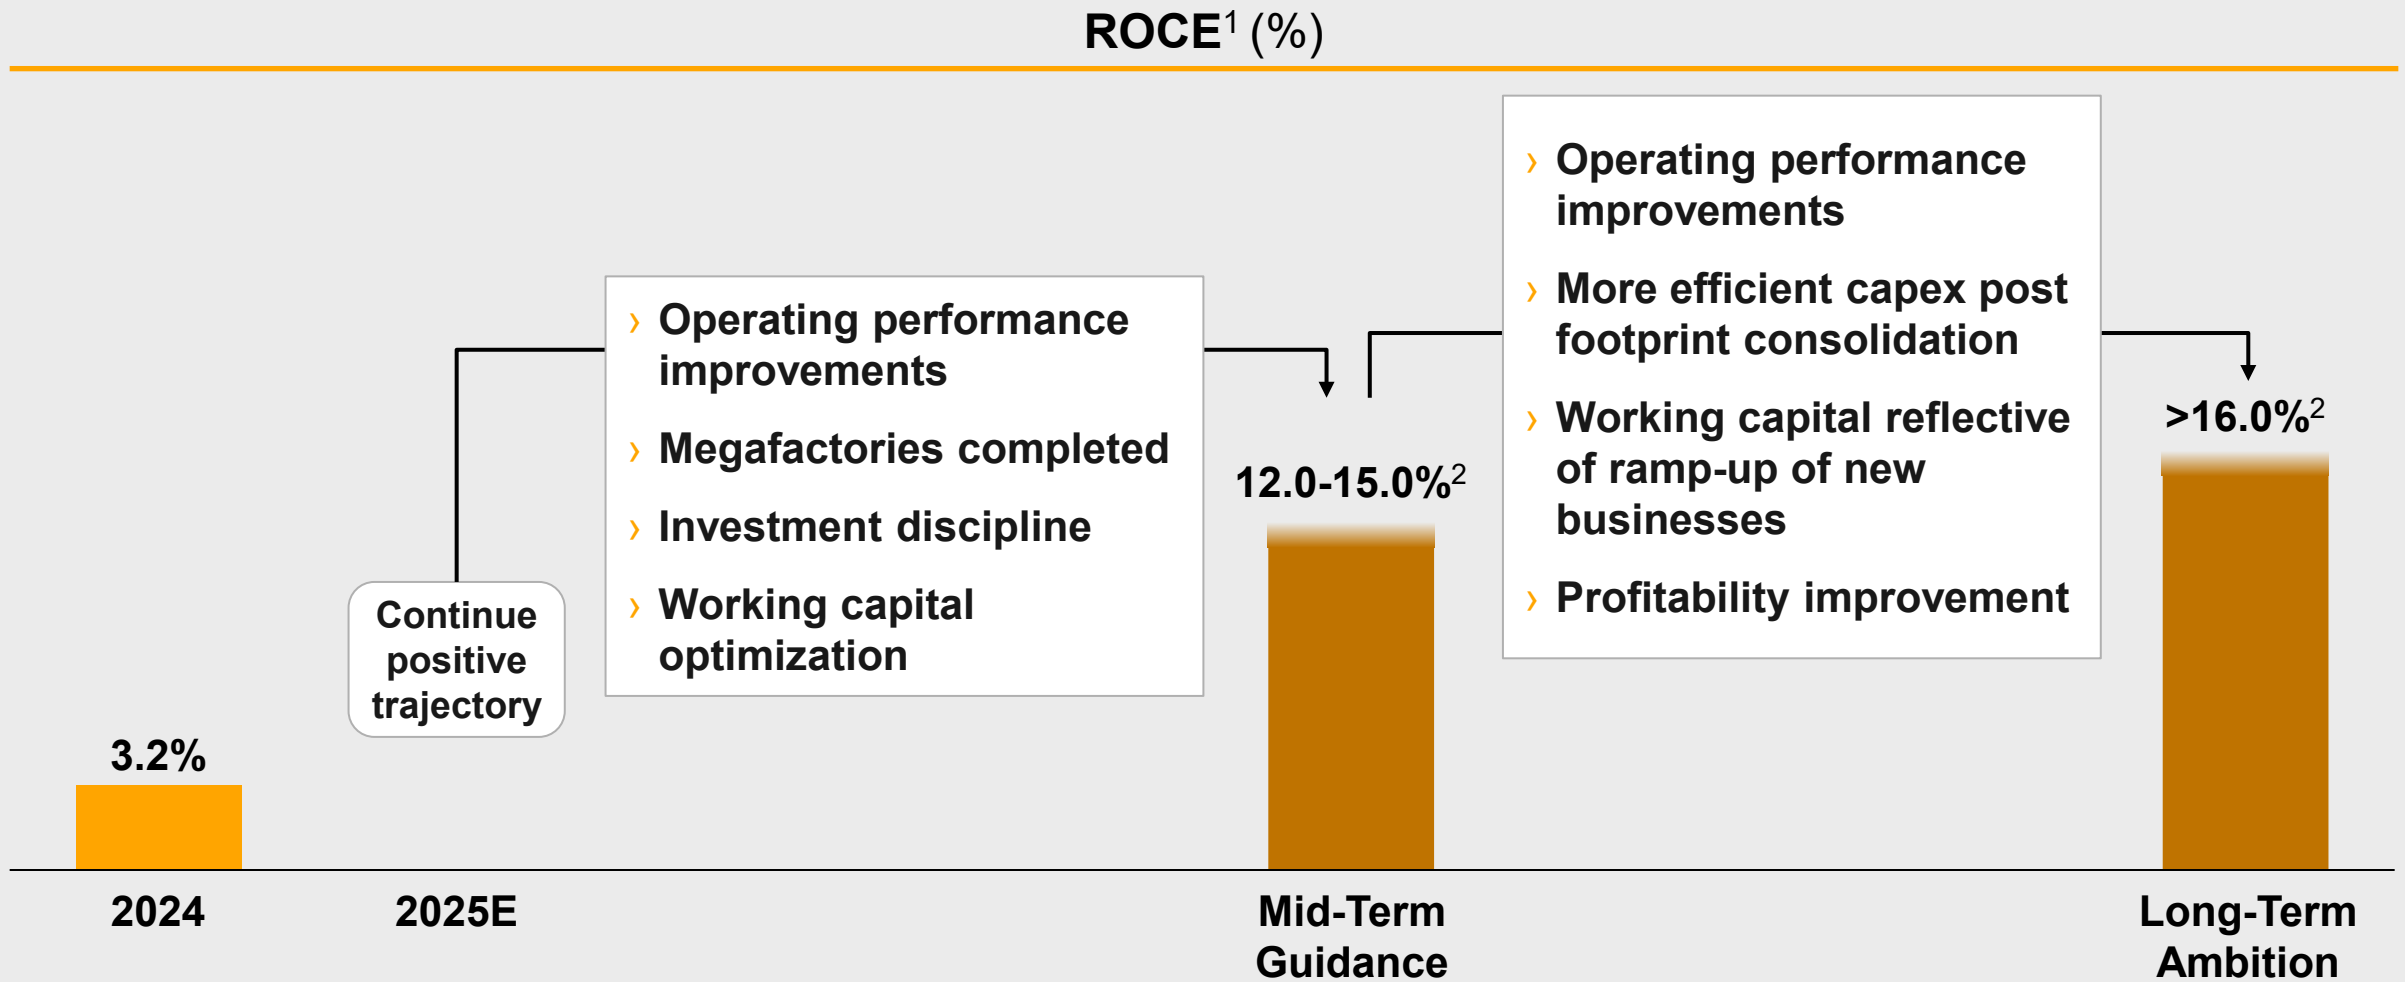 ROCE¹ (%)
› Operating performance
improvements
› Megafactories completed
› Investment discipline
› Working capital
optimization
› Operating performance
improvements
› More efficient capex post
footprint consolidation
› Working capital reflective
of ramp-up of new
businesses
› Profitability improvement
Continue
positive
trajectory
3.2%
12.0-15.0%²
>16.0%²
2024
2025E
Mid-Term
Guidance
Long-Term
Ambition